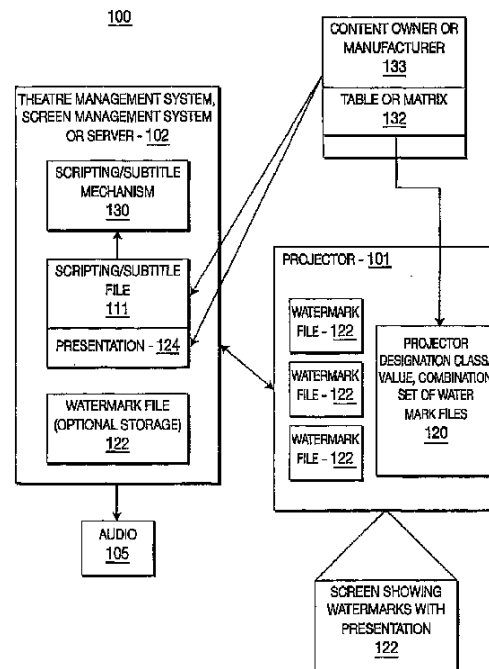 100
THEATRE MANAGEMENT SYSTEM,
SCREEN MANAGEMENT SYSTEM
OR SERVER - 102
SCRIPTING/SUBTITLE
MECHANISM
130
SCRIPTING/SUBTITLE
FILE
111
PRESENTATION - 124
WATERMARK FILE
(OPTIONAL STORAGE)
122
AUDIO
105
CONTENT OWNER OR
MANUFACTURER
133
TABLE OR MATRIX
132
PROJECTOR - 101
WATERMARK
FILE - 122
WATERMARK
FILE - 122
WATERMARK
FILE - 122
PROJECTOR
DESIGNATION CLASS/
VALUE, COMBINATION
SET OF WATER
MARK FILES
120
SCREEN SHOWING
WATERMARKS WITH
PRESENTATION
122